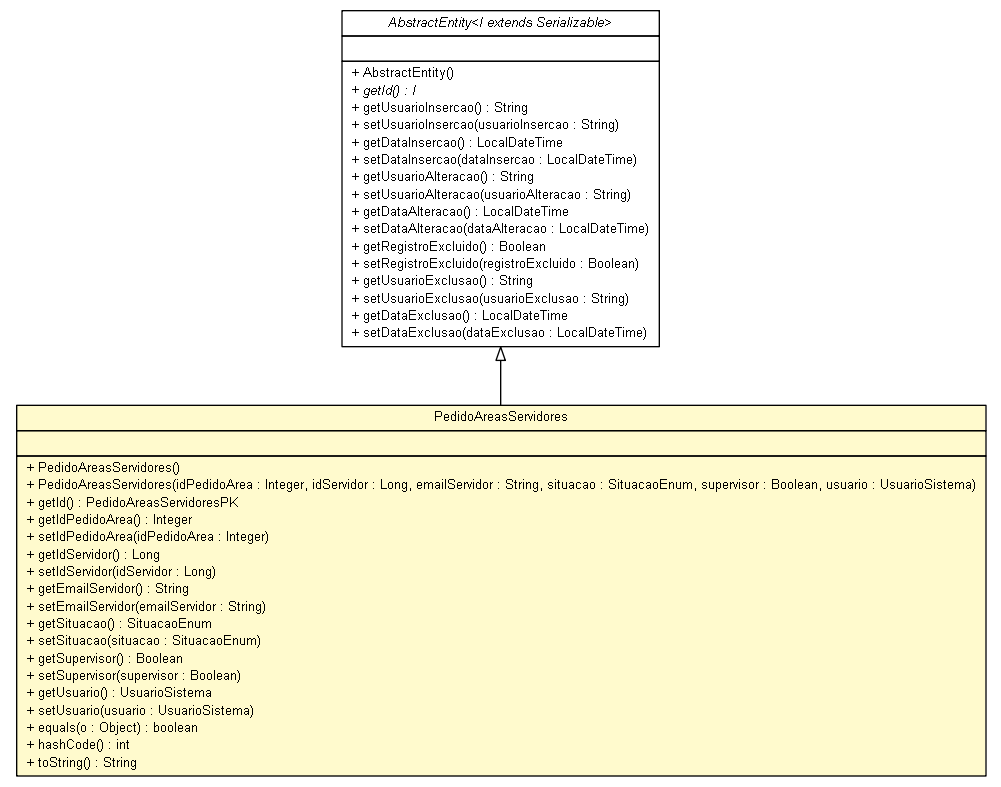 AbstractEntity<I extends Serializable>
+ AbstractEntity()
+ getId() : I
+ getUsuarioInsercao() : String
+ setUsuarioInsercao(usuarioInsercao : String)
+ getDataInsercao() : LocalDateTime
+ setDataInsercao(dataInsercao : LocalDateTime)
+ getUsuarioAlteracao() : String
+ setUsuarioAlteracao(usuarioAlteracao : String)
+ getDataAlteracao() : LocalDateTime
+ setDataAlteracao(dataAlteracao : LocalDateTime)
+ getRegistroExcluido() : Boolean
+ setRegistroExcluido(registroExcluido : Boolean)
+ getUsuarioExclusao() : String
+ setUsuarioExclusao(usuarioExclusao : String)
+ getDataExclusao() : LocalDateTime
+ setDataExclusao(dataExclusao : LocalDateTime)
PedidoAreasServidores
+ PedidoAreasServidores()
+ PedidoAreasServidores(idPedidoArea : Integer, idServidor : Long, emailServidor : String, situacao : SituacaoEnum, supervisor : Boolean, usuario : UsuarioSistema)
+ getId() : PedidoAreasServidoresPK
+ getIdPedidoArea() : Integer
+ setIdPedidoArea(idPedidoArea : Integer)
+ getIdServidor() : Long
+ setIdServidor(idServidor : Long)
+ getEmailServidor() : String
+ setEmailServidor(emailServidor : String)
+ getSituacao() : SituacaoEnum
+ setSituacao(situacao : SituacaoEnum)
+ getSupervisor() : Boolean
+ setSupervisor(supervisor : Boolean)
+ getUsuario() : UsuarioSistema
+ setUsuario(usuario : UsuarioSistema)
+ equals(o : Object) : boolean
+ hashCode() : int
+ toString() : String